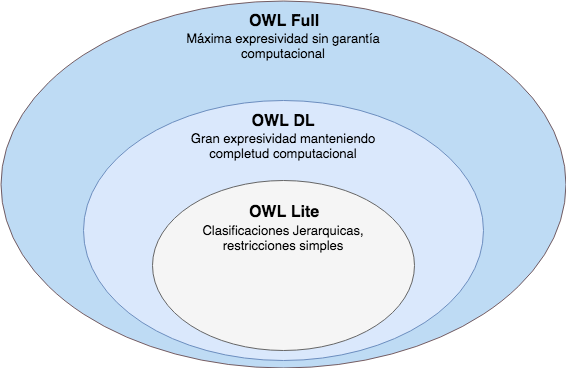 OWL Full
Máxima expresividad sin garantía
computacional
OWL DL
Gran expresividad manteniendo
completud computacional
OWL Lite
Clasificaciones Jerarquicas,
restricciones simples